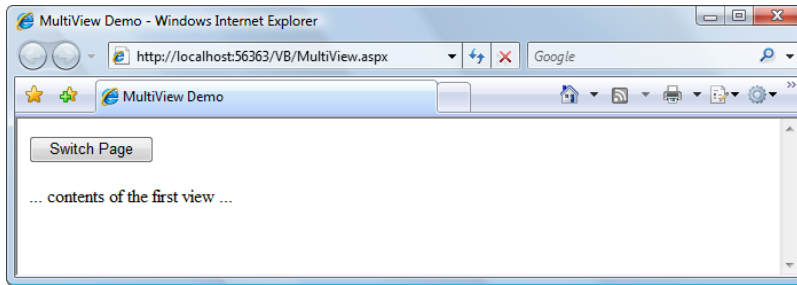 MultiView Demo - Windows Internet Explorer
http://localhost:56363/VB/MultiView.aspx
Google
MultiView Demo
Switch Page
... contents of the first view ...